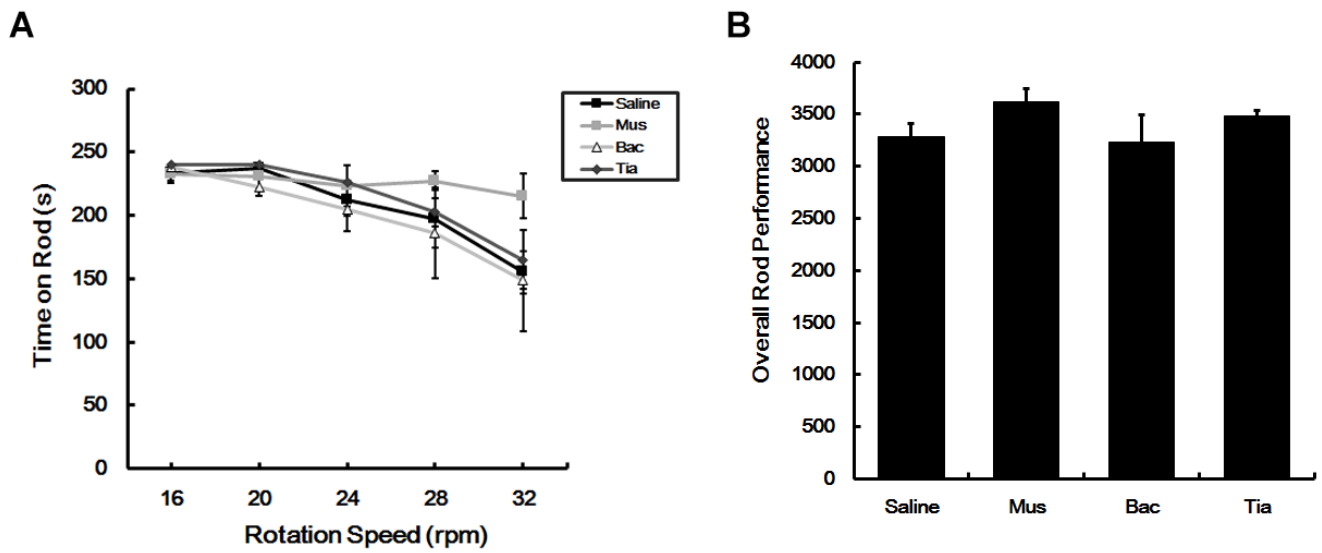 A
300
250
200
150
100
50
0
Time on Rod (s)
16 20 24 28 32
Rotation Speed (rpm)
Saline
Mus
Bac
Tia
B
4000
3500
3000
2500
2000
1500
1000
500
0
Overall Rod Performance
Saline Mus Bac Tia